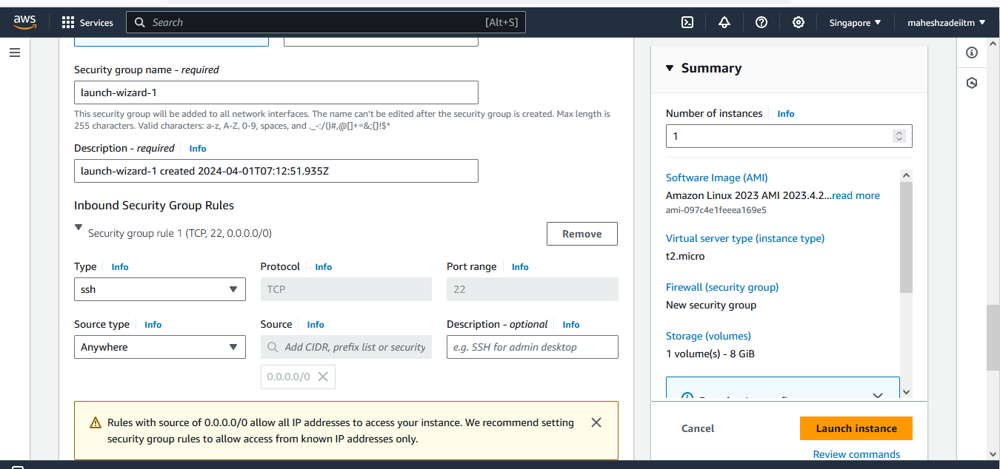 aws
Services
Search
[Alt+S]
Singapore
maheshzadeiitm
Security group name - required
launch-wizard-1
This security group will be added to all network interfaces. The name can't be edited after the security group is created. Max length is
255 characters. Valid characters: a-z, A-Z, 0-9, spaces, and ._-:/()#,@[]+=&;{}!$*
Description - required
Info
launch-wizard-1 created 2024-04-01T07:12:51.935Z
Inbound Security Group Rules
Security group rule 1 (TCP, 22, 0.0.0.0/0)
Remove
Type
Info
Protocol
Info
Port range
Info
ssh
TCP
22
Source type
Info
Source
Info
Description - optional
Info
Anywhere
Add CIDR, prefix list or security
e.g. SSH for admin desktop
0.0.0.0/0
Rules with source of 0.0.0.0/0 allow all IP addresses to access your instance. We recommend setting
security group rules to allow access from known IP addresses only.
Summary
Number of instances
Info
1
Software Image (AMI)
Amazon Linux 2023 AMI 2023.4.2...read more
ami-097c4e1feeea169e5
Virtual server type (instance type)
t2.micro
Firewall (security group)
New security group
Storage (volumes)
1 volume(s) - 8 GiB
Cancel
Launch instance
Review commands